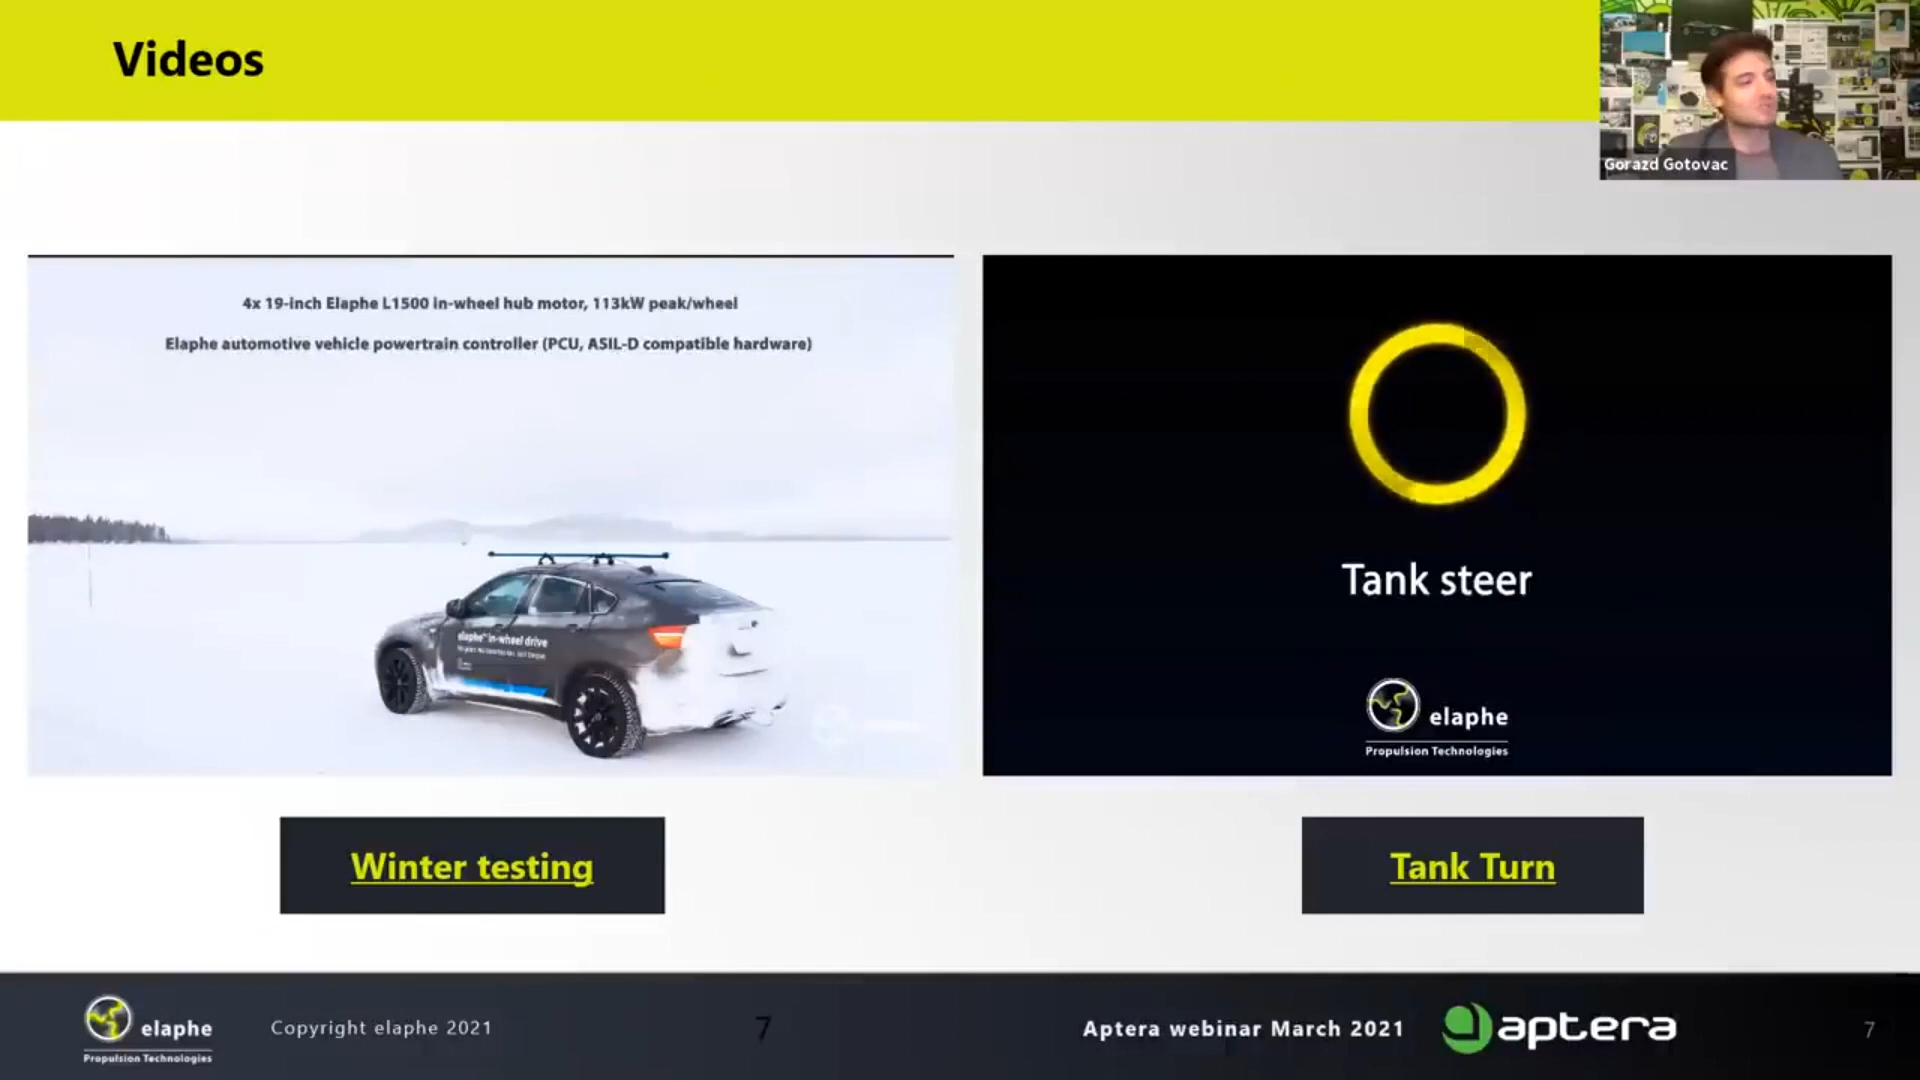 Videos
Gorazd Gotovac
4x 19-inch Elaphe L1500 in-wheel hub motor, 113kW peak/wheel
Elaphe automotive vehicle powertrain controller (PCU, ASIL-D compatible hardware)
elaphe™ in-wheel drive
Tank steer
elaphe
Propulsion Technologies
Winter testing
Tank Turn
elaphe
Propulsion Technologies
Copyright elaphe 2021
7
Aptera webinar March 2021
aptera
7